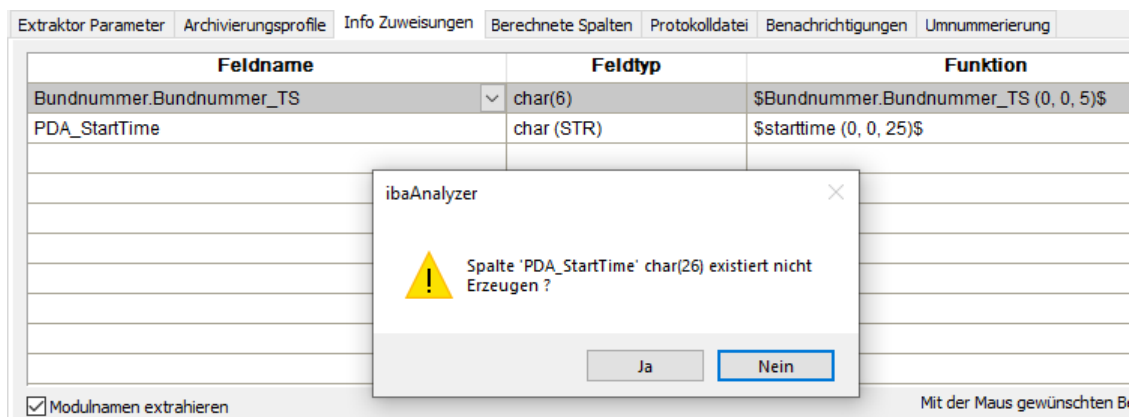 Extraktor Parameter Archivierungsprofile Info Zuweisungen Berechnete Spalten Protokolldatei Benachrichtigungen Umnummerierung
Feldname Feldtyp Funktion
Bundnummer.Bundnummer_TS char(6) $Bundnummer.Bundnummer_TS (0, 0, 5)$
PDA_StartTime char (STR) $starttime (0, 0, 25)$
ibaAnalyzer
Spalte 'PDA_StartTime' char(26) existiert nicht
Erzeugen ?
Ja Nein
Modulnamen extrahieren Mit der Maus gewünschten Be